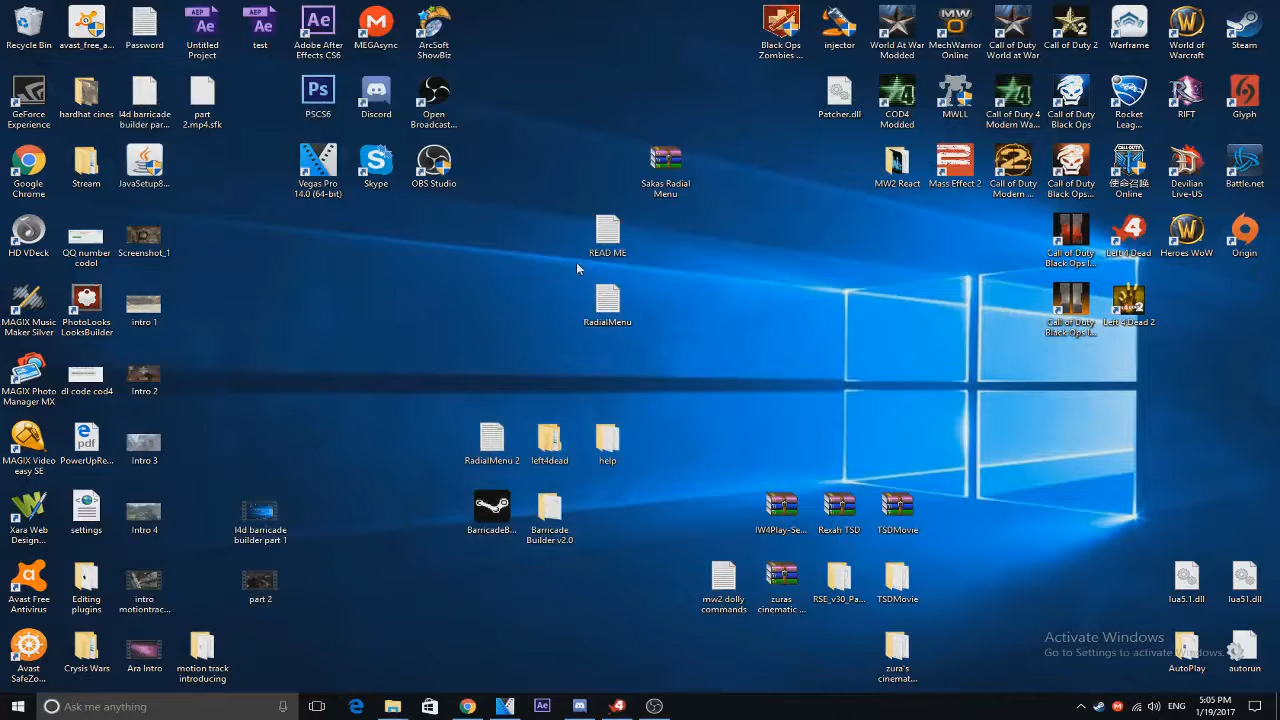 Recycle Bin
avast_free_a...
Password
Untitled Project
test
Adobe After Effects CS6
MEGAsync
ArcSoft ShowBiz
Black Ops Zombies ...
injector
World At War Modded
MechWarrior Online
Call of Duty World at War
Call of Duty 2
Warframe
World of Warcraft
Steam
GeForce Experience
hardhat cines
l4d barricade builder par...
part 2.mp4.sfk
PSCS6
Discord
Open Broadcast...
Patcher.dll
COD4 Modded
MWLL
Call of Duty 4 Modern Wa...
Call of Duty Black Ops
Rocket Leag...
RIFT
Glyph
Google Chrome
Stream
JavaSetup8...
Vegas Pro 14.0 (64-bit)
Skype
OBS Studio
Sakas Radial Menu
MW2 React
Mass Effect 2
Call of Duty Modern ...
Call of Duty Black Ops...
使命召唤 Online
Devilian Live-US
Battle.net
HD VDeck
QQ number codol
Screenshot_1
READ ME
Call of Duty Black Ops I...
Left 4 Dead
Heroes WoW
Origin
MAGIX Music Maker Silver
PhotoLooks LooksBuilder
intro 1
RadialMenu
Call of Duty Black Ops I...
Left 4 Dead 2
MAGIX Photo Manager MX
dl code cod4
Intro 2
MAGIX Video easy SE
PowerUpRe...
Intro 3
RadialMenu 2
left4dead
help
Xara Web Design...
settings
Intro 4
l4d barricade builder part 1
BarricadeB...
Barricade Builder v2.0
IW4Play-Se...
Rexah TSD
TSDMovie
Avast Free Antivirus
Editing plugins
intro motiontrac...
part 2
mw2 dolly commands
zuras cinematic ...
RSE_v30_Pa...
TSDMovie
lua5.1.dll
lua51.dll
Avast SafeZo...
Crysis Wars
Ara Intro
motion track introducing
zura's cinemat...
AutoPlay
autorun
Activate Windows
Go to Settings to activate Windows.
Ask me anything
ENG
5:05 PM
1/19/2017